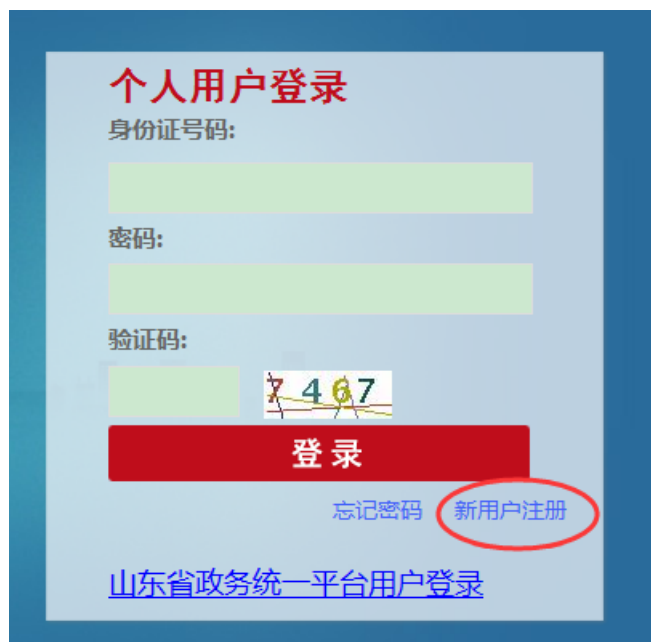 个人用户登录
身份证号码:
密码:
验证码:
7467
登 录
忘记密码 新用户注册
山东省政务统一平台用户登录